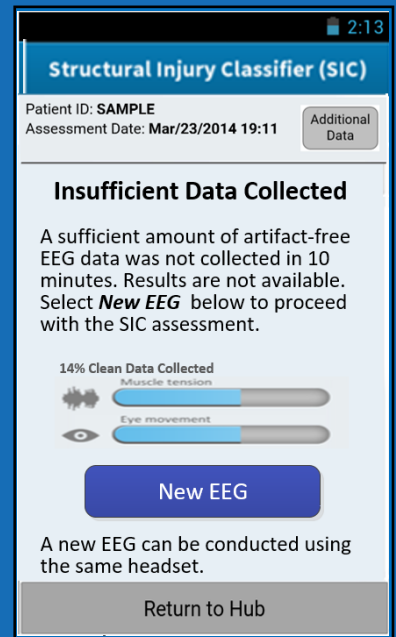 2:13
Structural Injury Classifier (SIC)
Patient ID: SAMPLE
Assessment Date: Mar/23/2014 19:11
Additional
Data
Insufficient Data Collected
A sufficient amount of artifact-free
EEG data was not collected in 10
minutes. Results are not available.
Select New EEG below to proceed
with the SIC assessment.
14% Clean Data Collected
Muscle tension
Eye movement
New EEG
A new EEG can be conducted using
the same headset.
Return to Hub